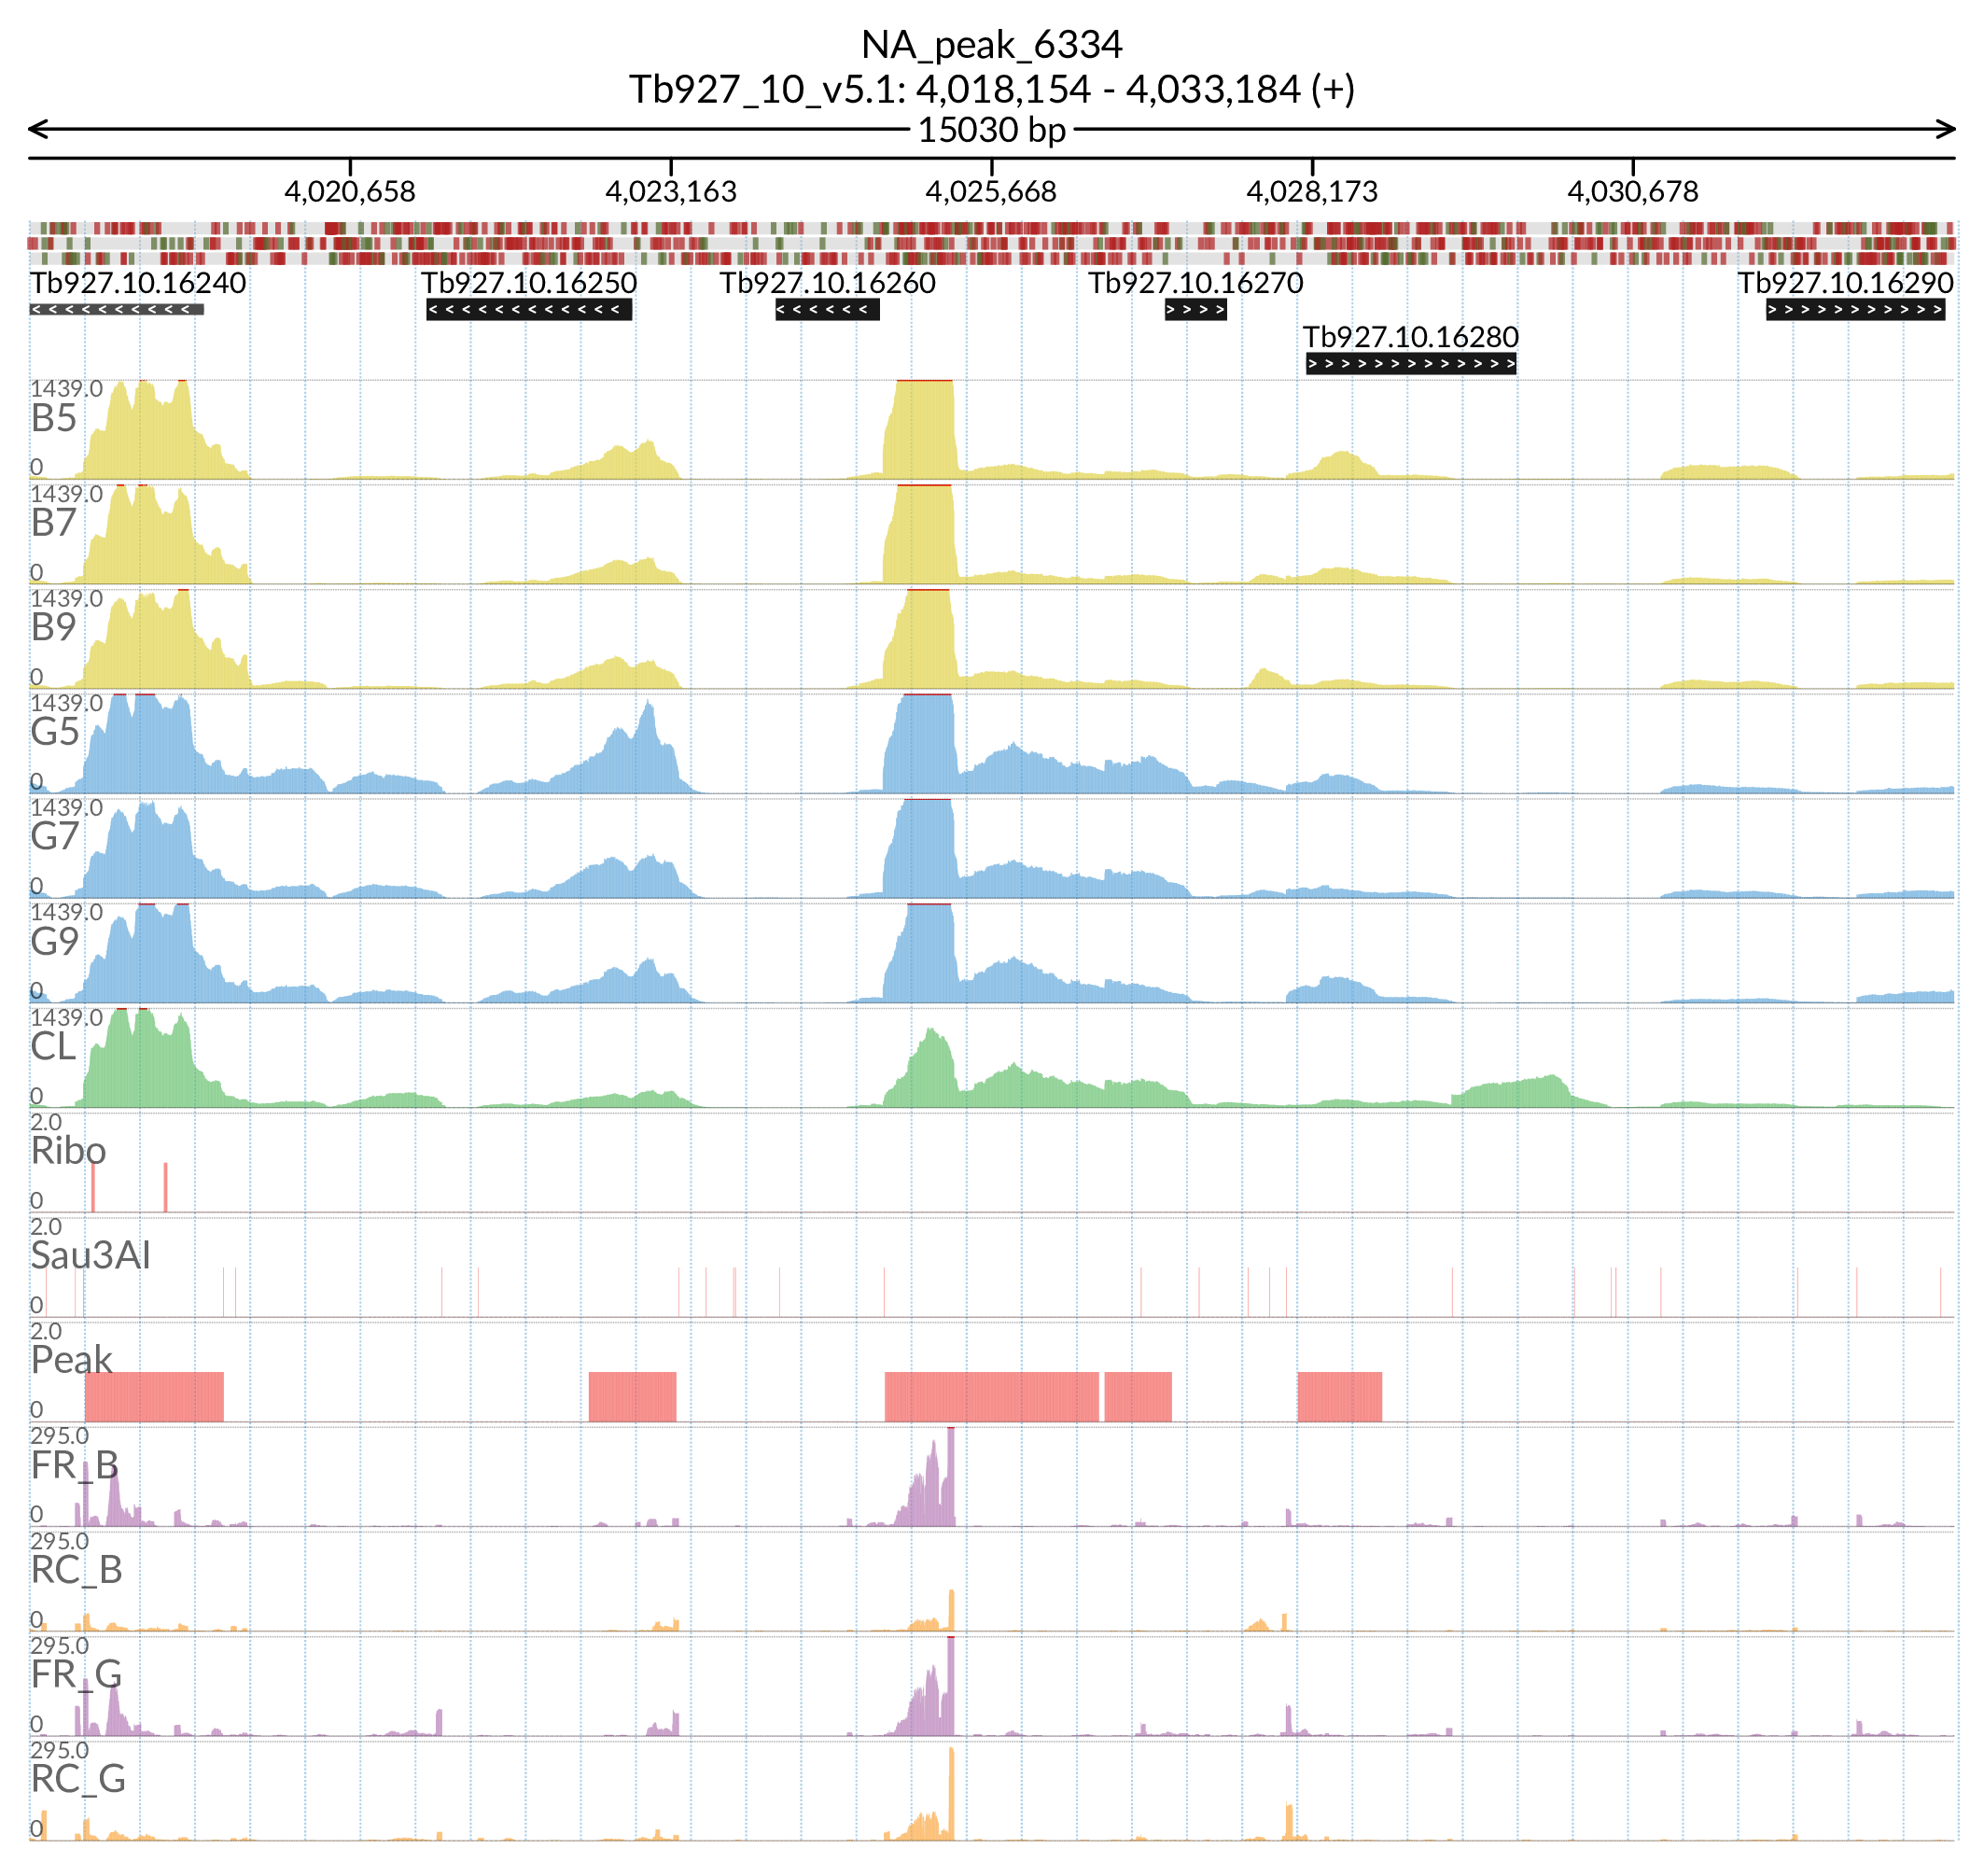 NA_peak_6334
Tb927_10_v5.1: 4,018,154 - 4,033,184 (+)
15030 bp
4,020,658 4,023,163 4,025,668 4,028,173 4,030,678
Tb927.10.16240 Tb927.10.16250 Tb927.10.16260 Tb927.10.16270 Tb927.10.16290
Tb927.10.16280
1439.0
B5
0
1439.0
B7
0
1439.0
B9
0
1439.0
G5
0
1439.0
G7
0
1439.0
G9
0
1439.0
CL
0
2.0
Ribo
0
2.0
Sau3AI
0
2.0
Peak
0
295.0
FR_B
0
295.0
RC_B
0
295.0
FR_G
0
295.0
RC_G
0